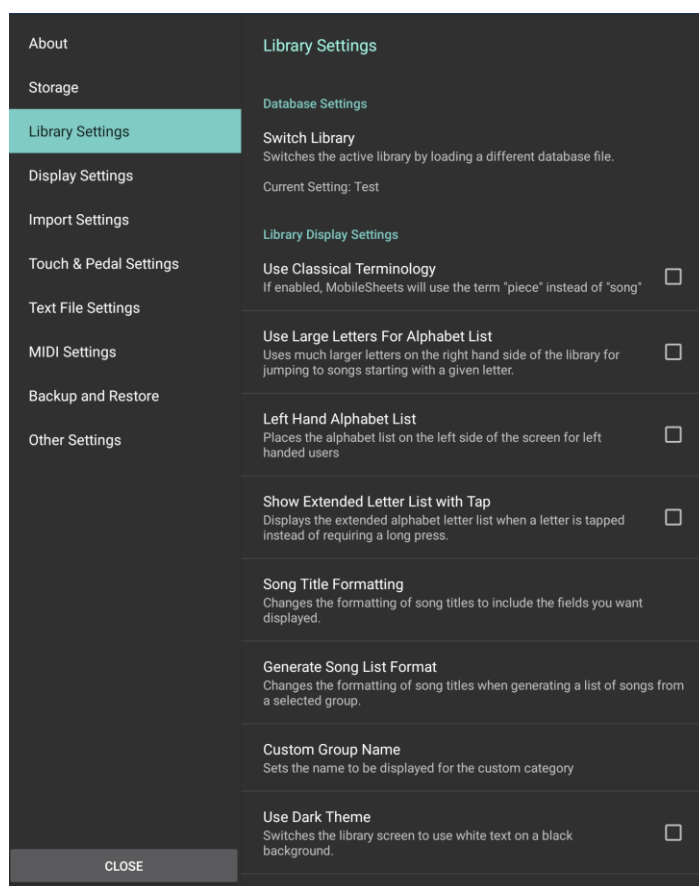 About
Storage
Library Settings
Display Settings
Import Settings
Touch & Pedal Settings
Text File Settings
MIDI Settings
Backup and Restore
Other Settings
CLOSE
Library Settings
Database Settings
Switch Library
Switches the active library by loading a different database file.
Current Setting: Test
Library Display Settings
Use Classical Terminology
If enabled, MobileSheets will use the term "piece" instead of "song"
Use Large Letters For Alphabet List
Uses much larger letters on the right hand side of the library for
jumping to songs starting with a given letter.
Left Hand Alphabet List
Places the alphabet list on the left side of the screen for left
handed users
Show Extended Letter List with Tap
Displays the extended alphabet letter list when a letter is tapped
instead of requiring a long press.
Song Title Formatting
Changes the formatting of song titles to include the fields you want
displayed.
Generate Song List Format
Changes the formatting of song titles when generating a list of songs from
a selected group.
Custom Group Name
Sets the name to be displayed for the custom category
Use Dark Theme
Switches the library screen to use white text on a black
background.